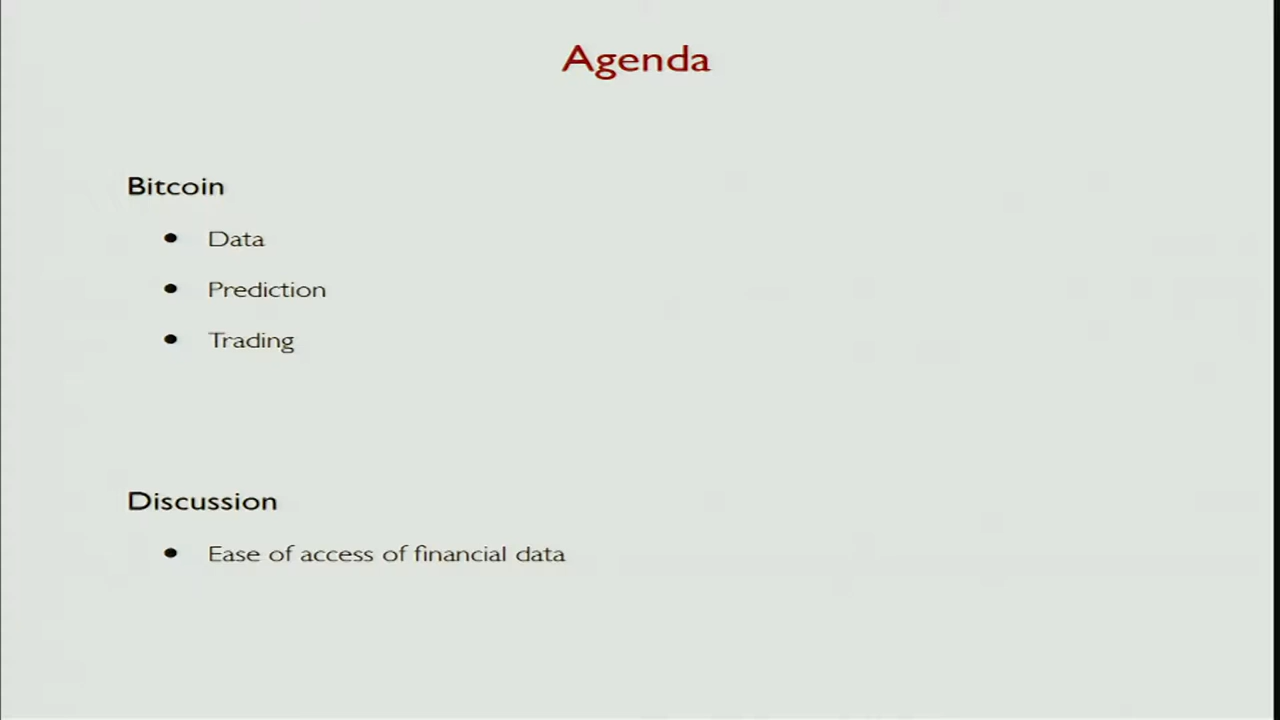 Agenda
Bitcoin
• Data
• Prediction
• Trading
Discussion
• Ease of access of financial data